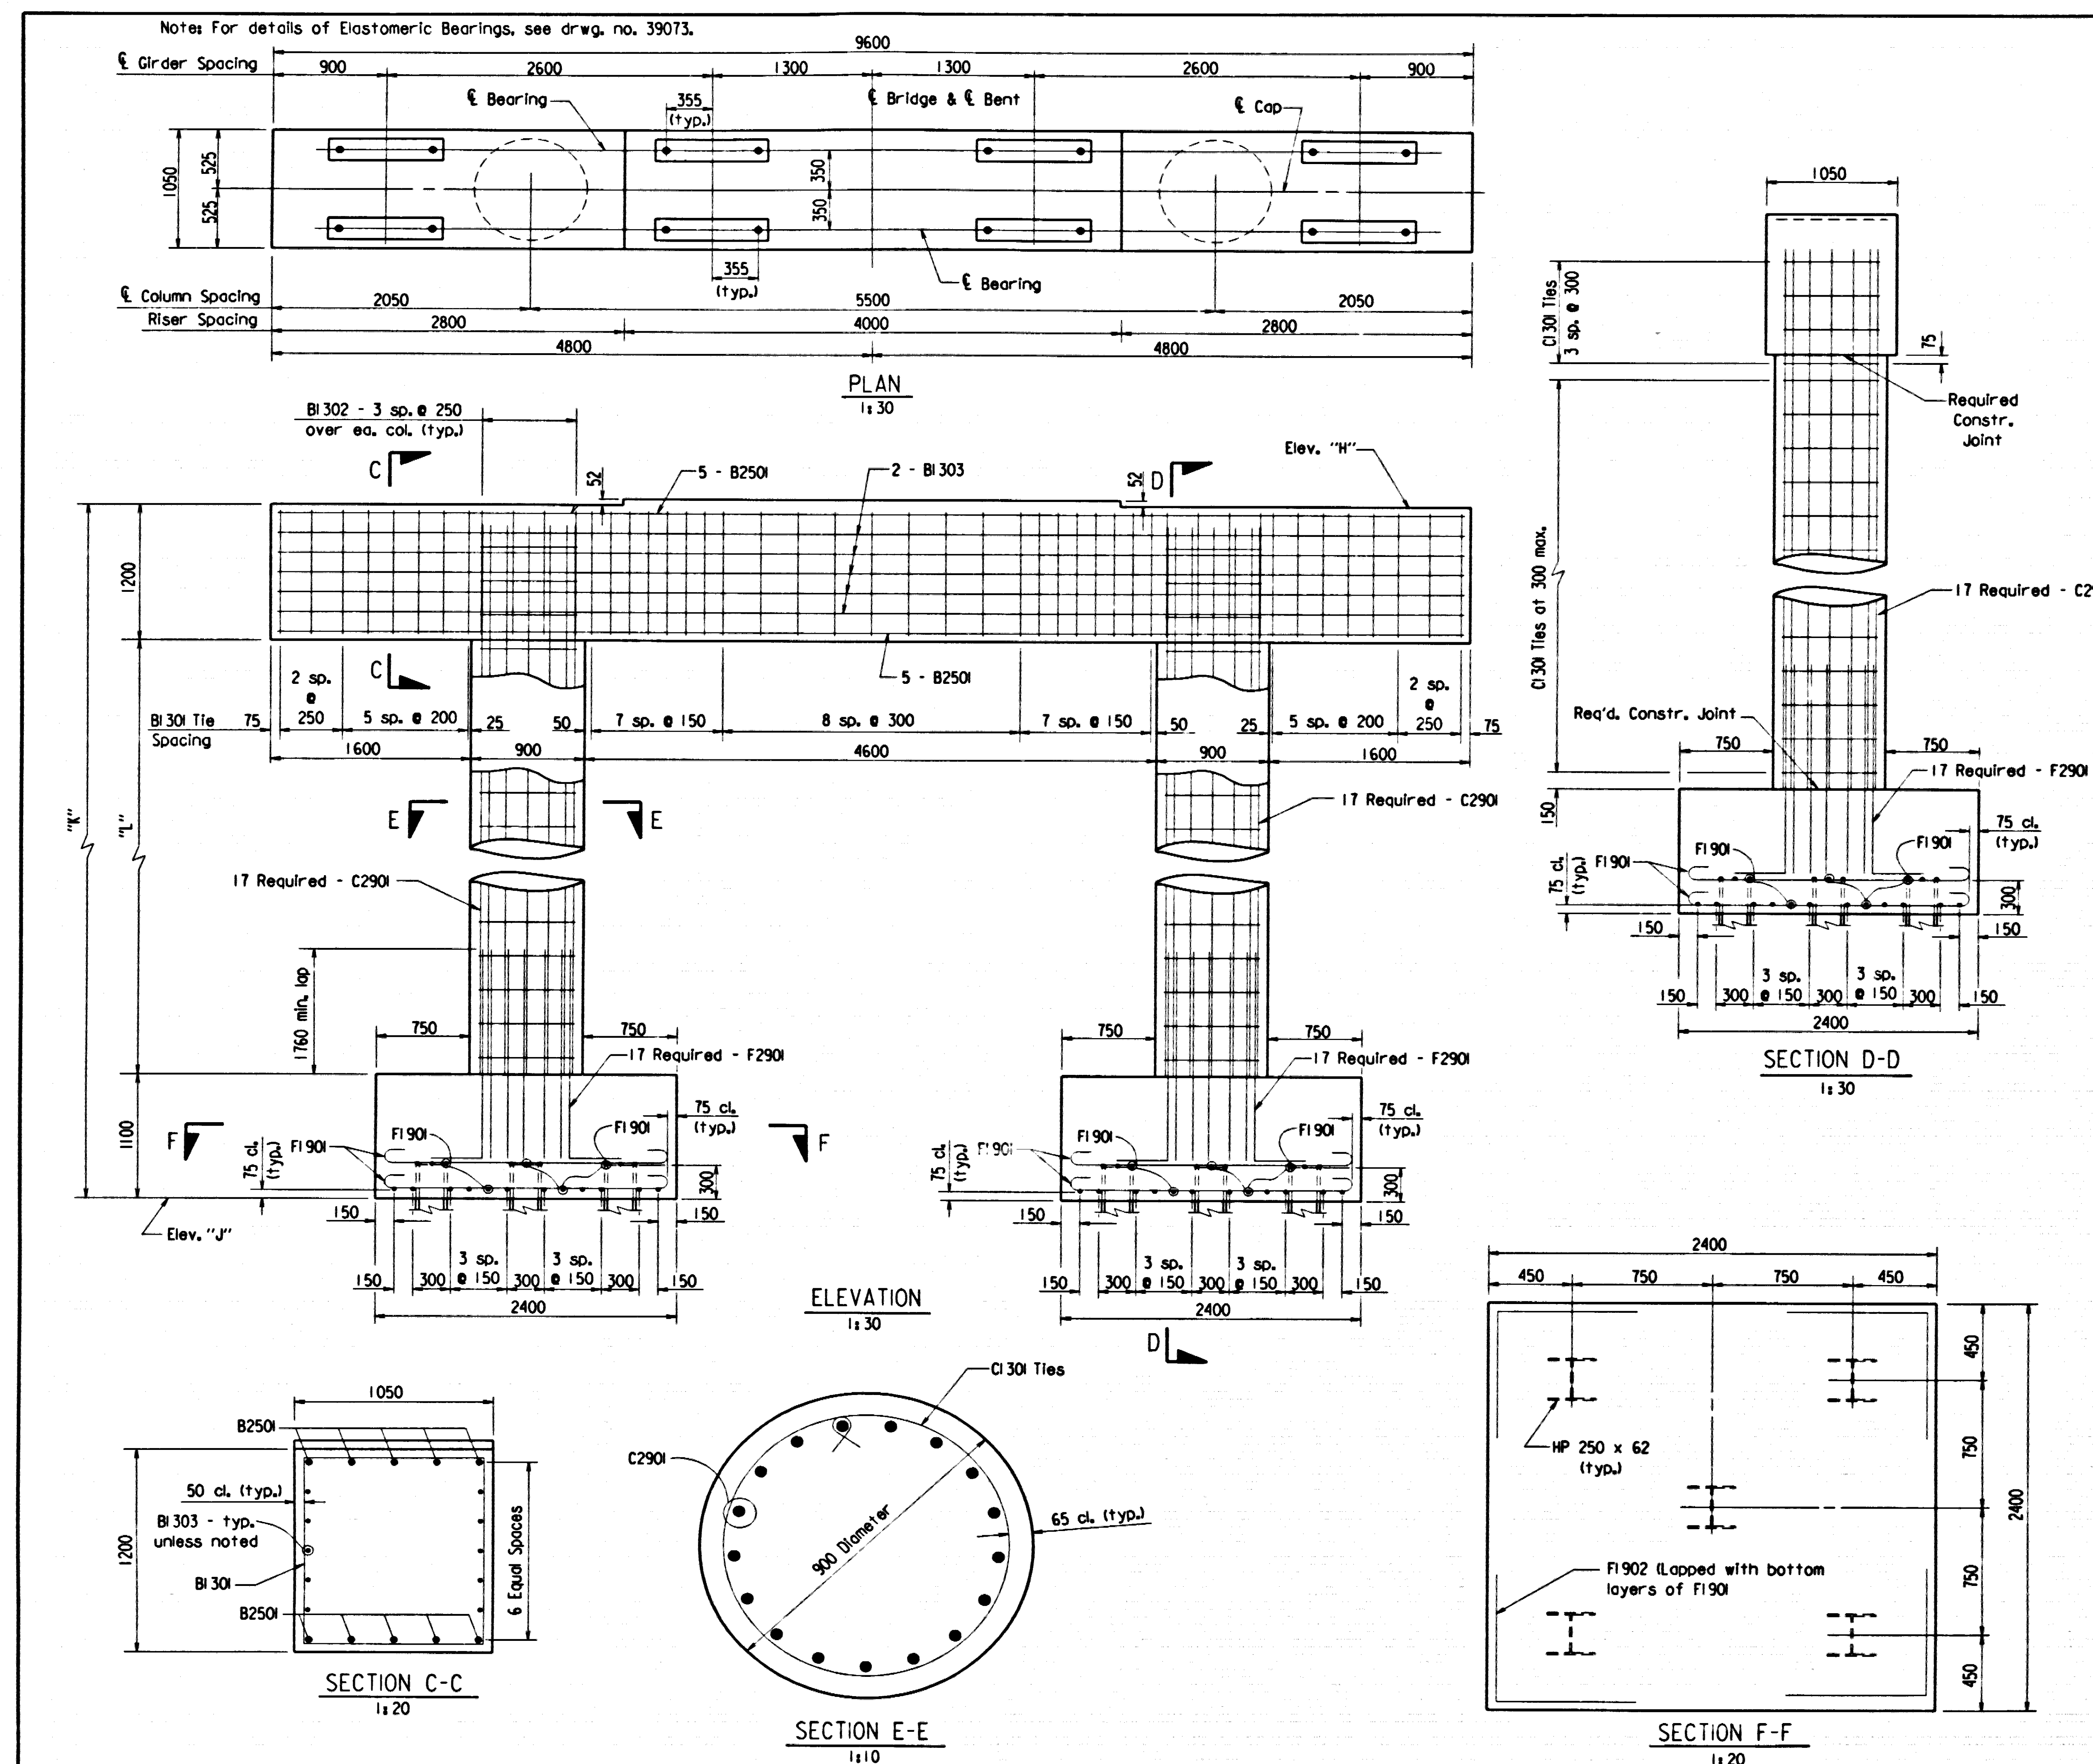 Note: For details of Elastomeric Bearings, see drwg. no. 39073.
9600
℄ Girder Spacing
900
2600
1300
1300
2600
900
℄ Bearing
355
(typ.)
℄ Bridge & ℄ Bent
℄ Cap
1050
525
525
350
350
355
(typ.)
℄ Bearing
℄ Column Spacing
2050
5500
2050
Riser Spacing
2800
4000
2800
4800
4800
PLAN
1:30
B1302 - 3 sp. @ 250
over ea. col. (typ.)
C
52
5 - B2501
2 - B1303
52
D
Elev. "H"
1200
"K"
"L"
C
5 - B2501
2 sp.
@
250
2 sp.
@
250
B1301 Tie
Spacing
75
5 sp. @ 200
25
50
7 sp. @ 150
8 sp. @ 300
7 sp. @ 150
50
25
5 sp. @ 200
75
1600
900
4600
900
1600
E
E
17 Required - C2901
17 Required - C2901
1760 min. lap
750
750
17 Required - F2901
750
750
17 Required - F2901
1100
F
F
F1901
F1901
F1901
75 cl.
(typ.)
75 cl.
(typ.)
300
150
150
Elev. "J"
3 sp.
@ 150
3 sp.
@ 150
150
300
300
300
150
2400
F1901
F1901
F1901
75 cl.
(typ.)
75 cl.
(typ.)
300
150
150
3 sp.
@ 150
3 sp.
@ 150
150
300
300
300
150
2400
D
ELEVATION
1:30
1050
C1301 Ties
3 sp. @ 300
75
Required
Constr.
Joint
C1301 Ties at 300 max.
17 Required - C2
Req'd. Constr. Joint
750
750
17 Required - F2901
150
75 cl.
(typ.)
F1901
F1901
F1901
75 cl.
(typ.)
300
150
150
3 sp.
@ 150
3 sp.
@ 150
150
300
300
300
150
2400
SECTION D-D
1:30
1050
B2501
50 cl. (typ.)
B1303 - typ.
unless noted
1200
B1301
B2501
6 Equal Spaces
SECTION C-C
1:20
C1301 Ties
C2901
900 Diameter
65 cl. (typ.)
SECTION E-E
1:10
2400
450
750
750
450
HP 250 x 62
(typ.)
F1902 (Lapped with bottom
layers of F1901
450
750
750
450
2400
SECTION F-F
1:20